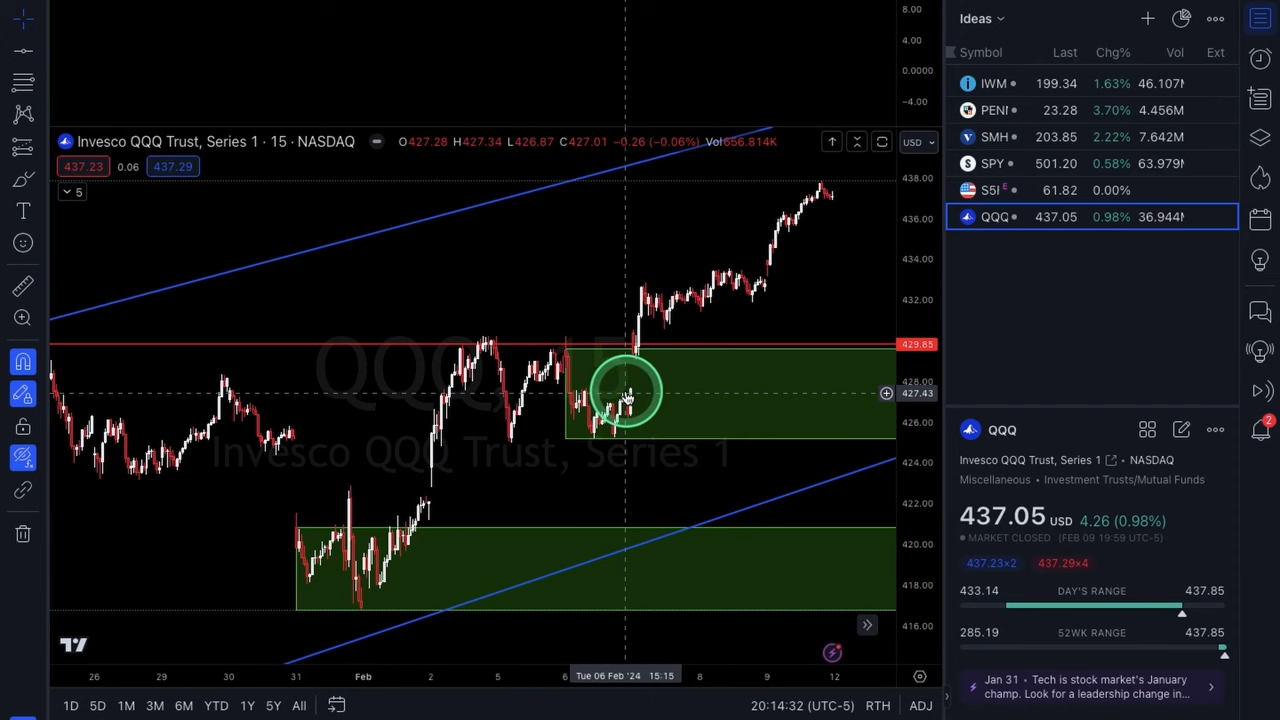 8.00
4.00
0.0000
−4.00
Invesco QQQ Trust, Series 1 · 15 · NASDAQ
O427.28 H427.34 L426.87 C427.01 −0.26 (−0.06%) Vol656.814K
USD
437.23 0.06 437.29
5
438.00
436.00
434.00
432.00
429.85
428.00
427.43
426.00
424.00
422.00
420.00
418.00
416.00
QQQ, 15
Invesco QQQ Trust, Series 1
26 29 30 31 Feb 2 5 6 Tue 06 Feb '24 15:15 8 9 12
1D 5D 1M 3M 6M YTD 1Y 5Y All
20:14:32 (UTC-5) RTH ADJ
Ideas
Symbol Last Chg% Vol Ext
IWM 199.34 1.63% 46.107M
PENI 23.28 3.70% 4.456M
SMH 203.85 2.22% 7.642M
SPY 501.20 0.58% 63.979M
S5I E 61.82 0.00%
QQQ 437.05 0.98% 36.944M
QQQ
Invesco QQQ Trust, Series 1 • NASDAQ
Miscellaneous • Investment Trusts/Mutual Funds
437.05 USD 4.26 (0.98%)
MARKET CLOSED (FEB 09 19:59 UTC-5)
437.23×2 437.29×4
433.14 DAY'S RANGE 437.85
285.19 52WK RANGE 437.85
Jan 31 • Tech is stock market's January
champ. Look for a leadership change in...
2